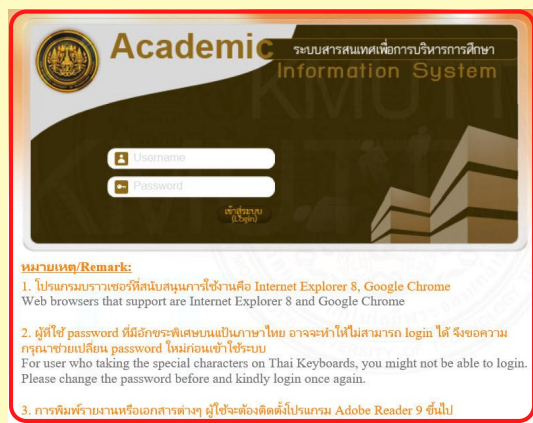 Academic
ระบบสารสนเทศเพื่อการบริหารการศึกษา
Information System
KMUTT
Username
Password
เข้าสู่ระบบ
(Login)
หมายเหตุ/Remark:
1. โปรแกรมบราวเซอร์ที่สนับสนุนการใช้งานคือ Internet Explorer 8, Google Chrome
Web browsers that support are Internet Explorer 8 and Google Chrome
2. ผู้ที่ใช้ password ที่มีอักขระพิเศษบนแป้นภาษาไทย อาจจะทำให้ไม่สามารถ login ได้ จึงขอความ
กรุณาช่วยเปลี่ยน password ใหม่ก่อนเข้าใช้ระบบ
For user who taking the special characters on Thai Keyboards, you might not be able to login.
Please change the password before and kindly login once again.
3. การพิมพ์รายงานหรือเอกสารต่างๆ ผู้ใช้จะต้องติดตั้งโปรแกรม Adobe Reader 9 ขึ้นไป